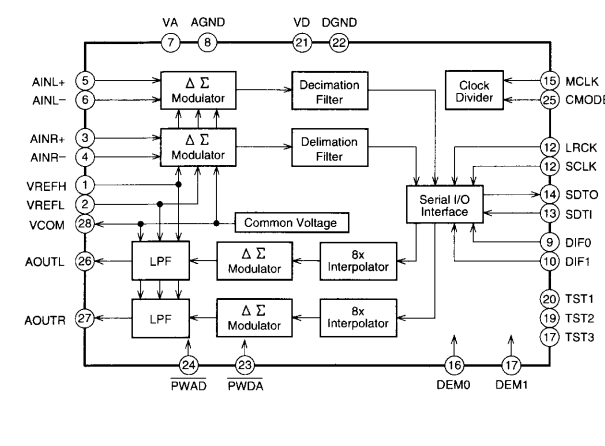 VA AGND VD DGND
7 8 21 22
AINL+ 5
AINL− 6
Δ Σ
Modulator
Decimation
Filter
Clock
Divider
15 MCLK
25 CMODE
AINR+ 3
AINR− 4
Δ Σ
Modulator
Delimation
Filter
12 LRCK
12 SCLK
VREFH 1
VREFL 2
VCOM 28
Common Voltage
Serial I/O
Interface
14 SDTO
13 SDTI
9 DIF0
10 DIF1
AOUTL 26
LPF
Δ Σ
Modulator
8x
Interpolator
AOUTR 27
LPF
Δ Σ
Modulator
8x
Interpolator
20 TST1
19 TST2
17 TST3
24 23 16 17
PWAD PWDA DEM0 DEM1